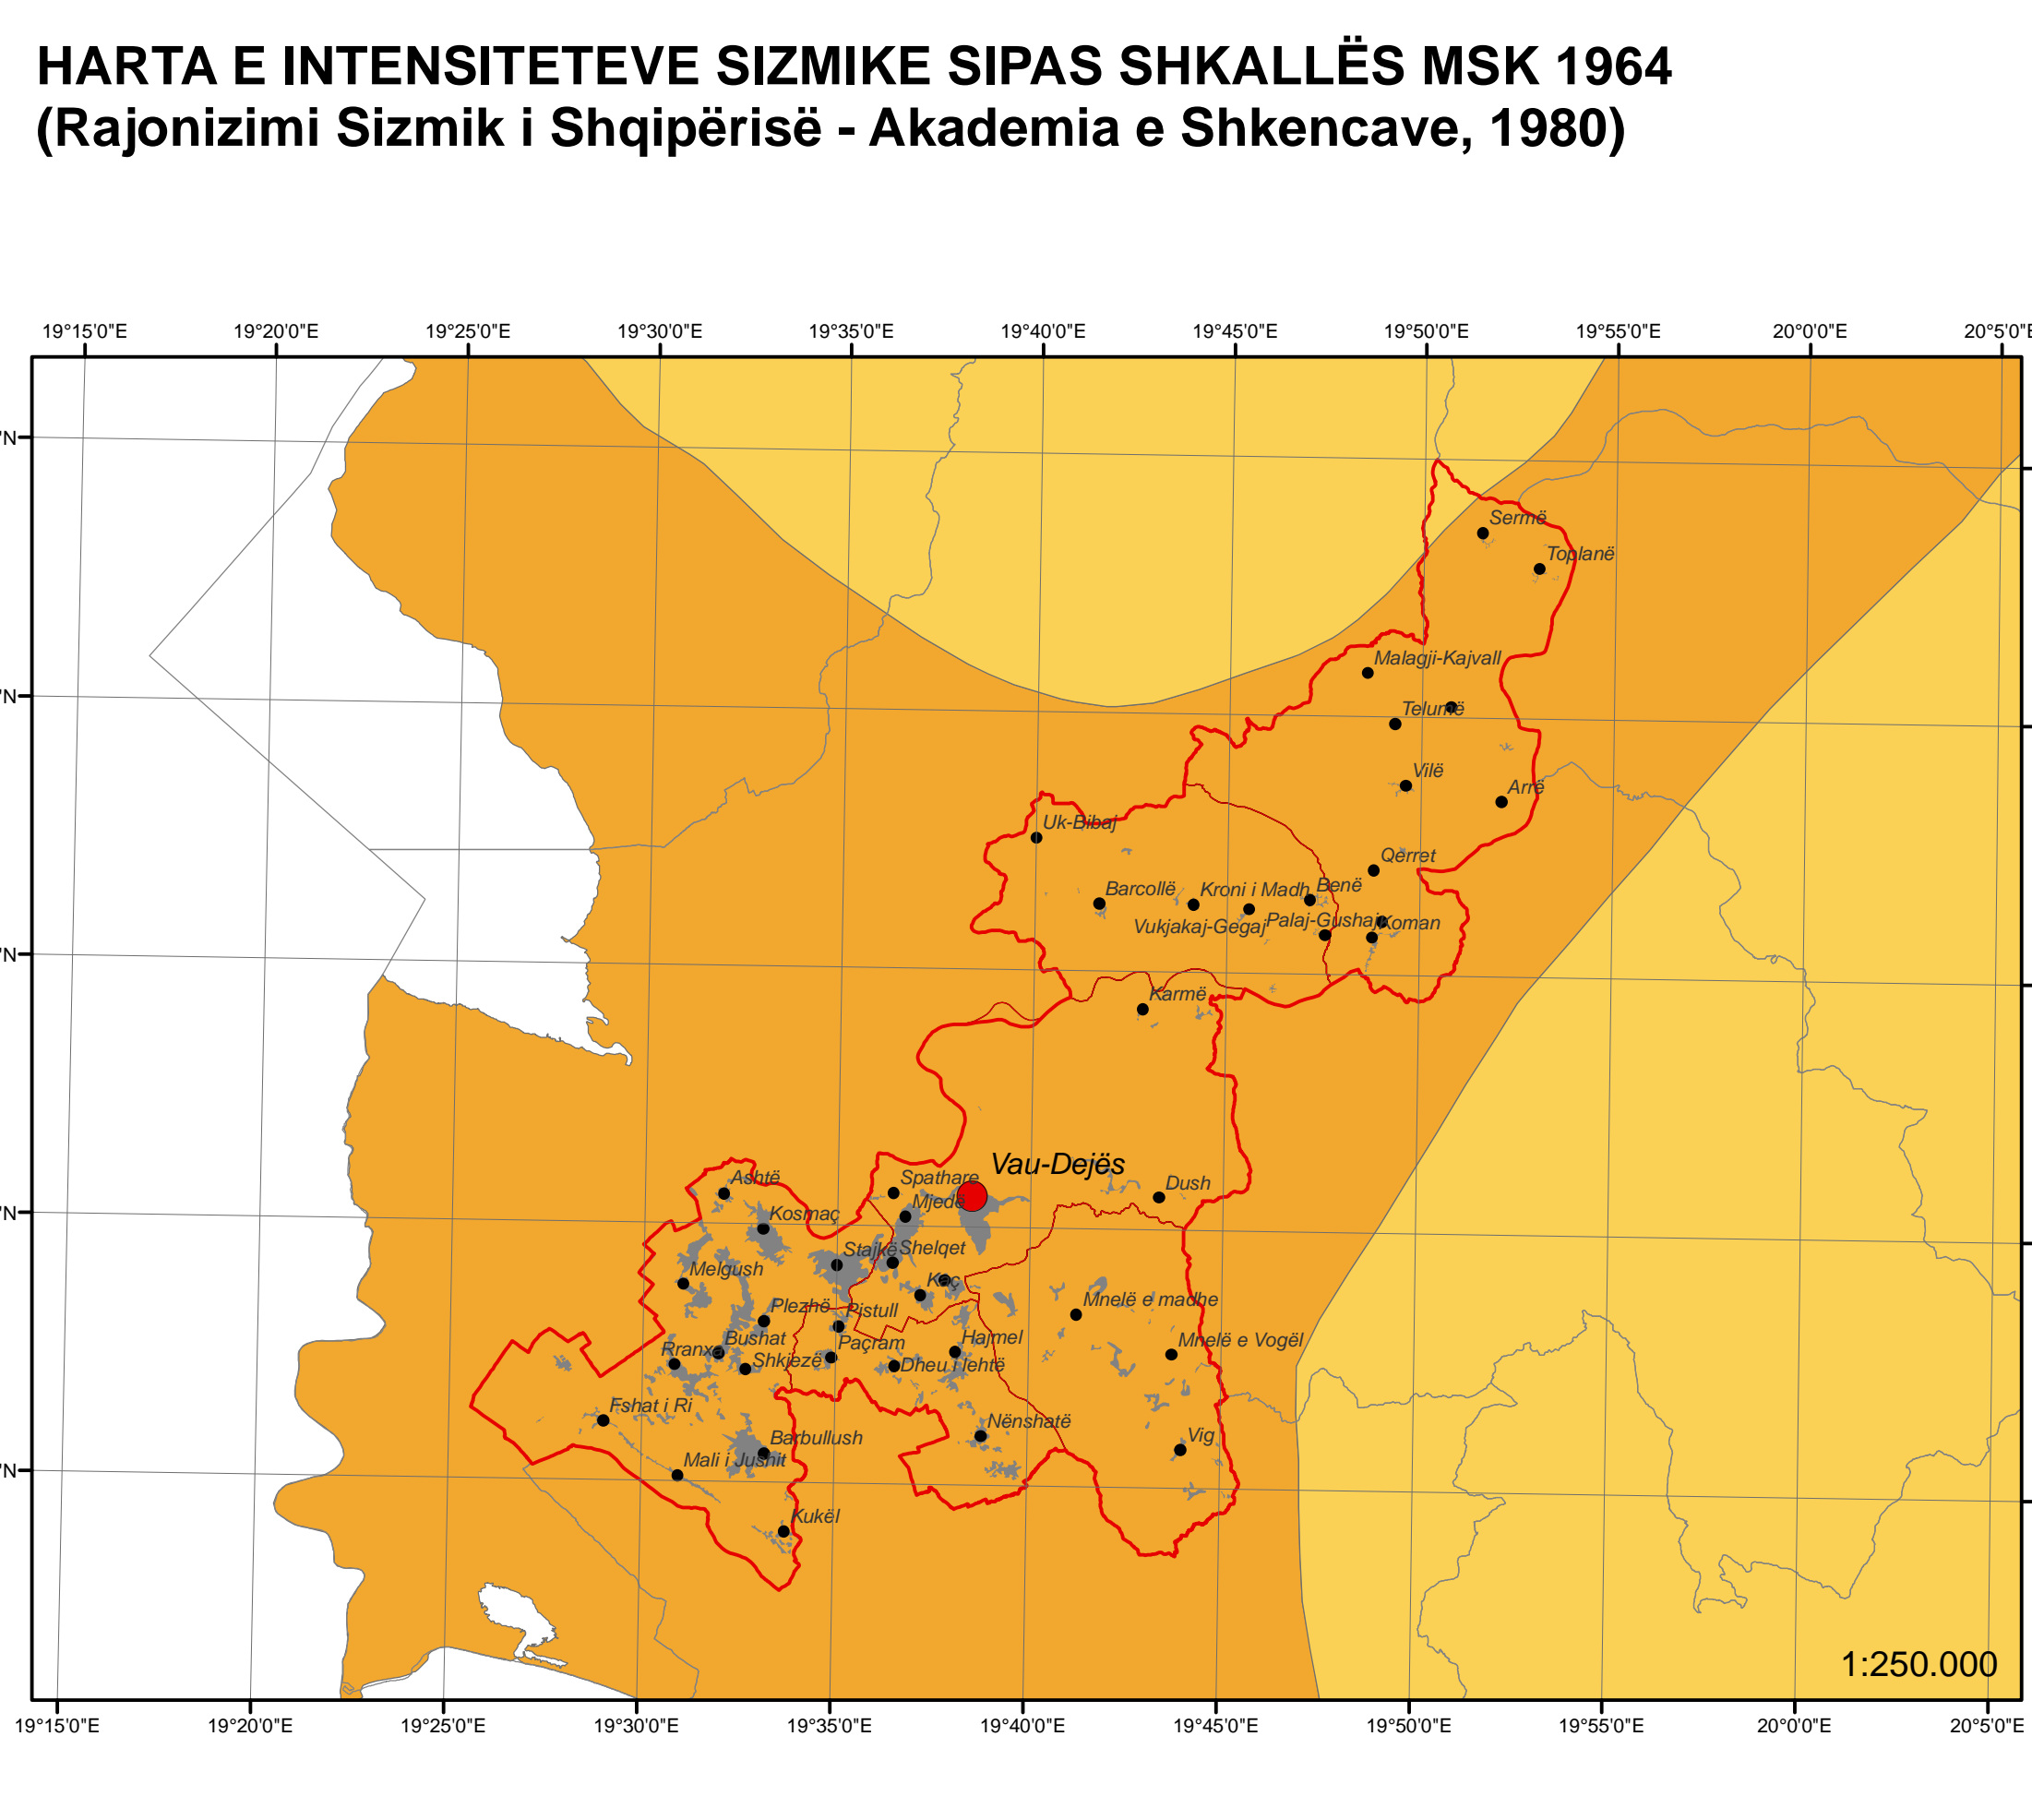 HARTA E INTENSITETEVE SIZMIKE SIPAS SHKALLËS MSK 1964
(Rajonizimi Sizmik i Shqipërisë - Akademia e Shkencave, 1980)
19°15'0"E 19°20'0"E 19°25'0"E 19°30'0"E 19°35'0"E 19°40'0"E 19°45'0"E 19°50'0"E 19°55'0"E 20°0'0"E 20°5'0"E
'N
Sermë
Toplanë
Malagji-Kajvall
'N
Telumë
Vilë
Arrë
Uk-Bibaj
Qerret
Barcollë
Kroni i Madh
Benë
Vukjakaj-Gegaj
Palaj-Gushaj
Koman
'N
Karmë
Vau-Dejës
Ashtë
Spathare
Dush
Mjedë
'N
Kosmaç
Stajkë
Shelqet
Melgush
Kaç
Mnelë e madhe
Plezhë
Pistull
Bushat
Paçram
Hajmel
Mnelë e Vogël
Rranxa
Shkjezë
Dheu i lehtë
Fshat i Ri
Nënshatë
Barbullush
Vig
Mali i Jushit
'N
Kukël
1:250.000
19°15'0"E 19°20'0"E 19°25'0"E 19°30'0"E 19°35'0"E 19°40'0"E 19°45'0"E 19°50'0"E 19°55'0"E 20°0'0"E 20°5'0"E